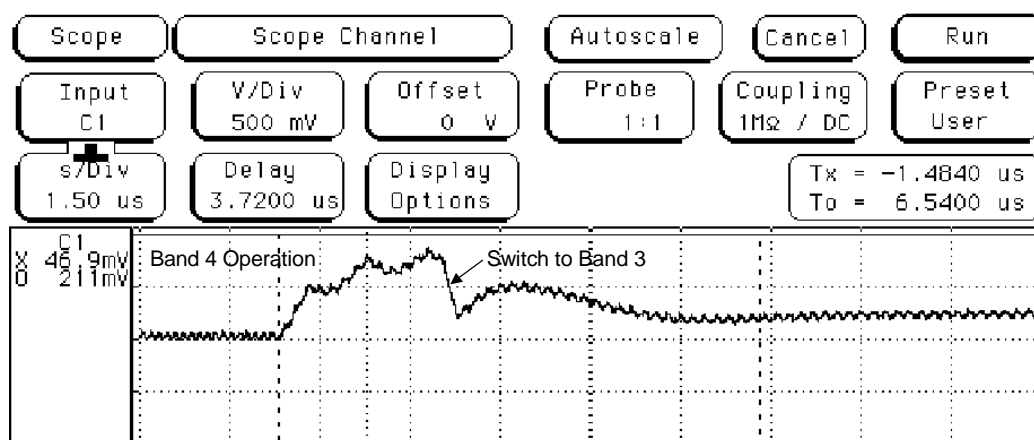 Scope Scope Channel Autoscale Cancel Run
Input V/Div Offset Probe Coupling Preset
C1 500 mV 0 V 1:1 1MΩ / DC User
s/Div Delay Display Tx = -1.4840 us
1.50 us 3.7200 us Options To = 6.5400 us
C1
X 46.9mV Band 4 Operation Switch to Band 3
O 211mV